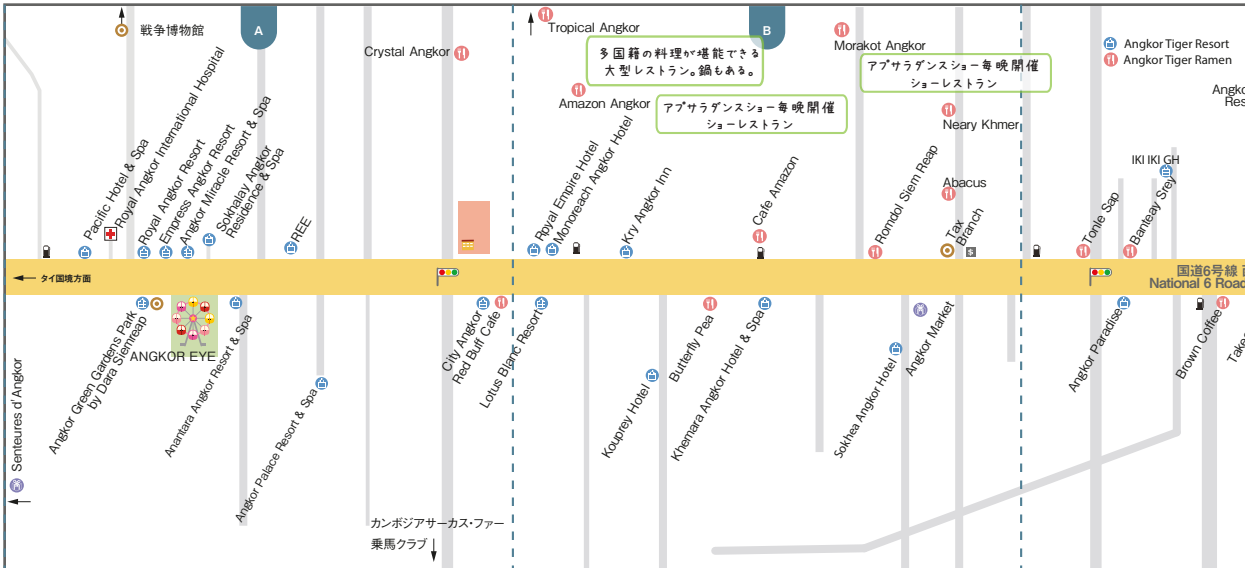 戦争博物館
A
Tropical Angkor
B
Morakot Angkor
Angkor Tiger Resort
Angkor Tiger Ramen
Crystal Angkor
多国籍の料理が堪能できる
大型レストラン。鍋もある。
アプサラダンスショー毎晩開催
ショーレストラン
Amazon Angkor
アプサラダンスショー毎晩開催
ショーレストラン
Neary Khmer
Abacus
IKI IKI GH
Pacific Hotel & Spa
Royal Angkor International Hospital
Royal Angkor Resort
Empress Angkor Resort
Angkor Miracle Resort & Spa
Sokhalay Angkor
Residence & Spa
REE
Royal Empire Hotel
Monoreach Angkor Hotel
Kry Angkor Inn
Cafe Amazon
Romdol Siem Reap
Tax
Branch
Tonle Sap
Banteay Srey
タイ国境方面
国道6号線
National 6 Road
Senteures d'Angkor
Angkor Green Gardens Park
by Dara Siemreap
ANGKOR EYE
Anantara Angkor Resort & Spa
Angkor Palace Resort & Spa
City Angkor
Red Buff Cafe
Lotus Blanc Resort
Kouprey Hotel
Butterfly Pea
Khemara Angkor Hotel & Spa
Sokhea Angkor Hotel
Angkor Market
Angkor Paradise
Brown Coffee
カンボジアサーカス・ファー
乗馬クラブ